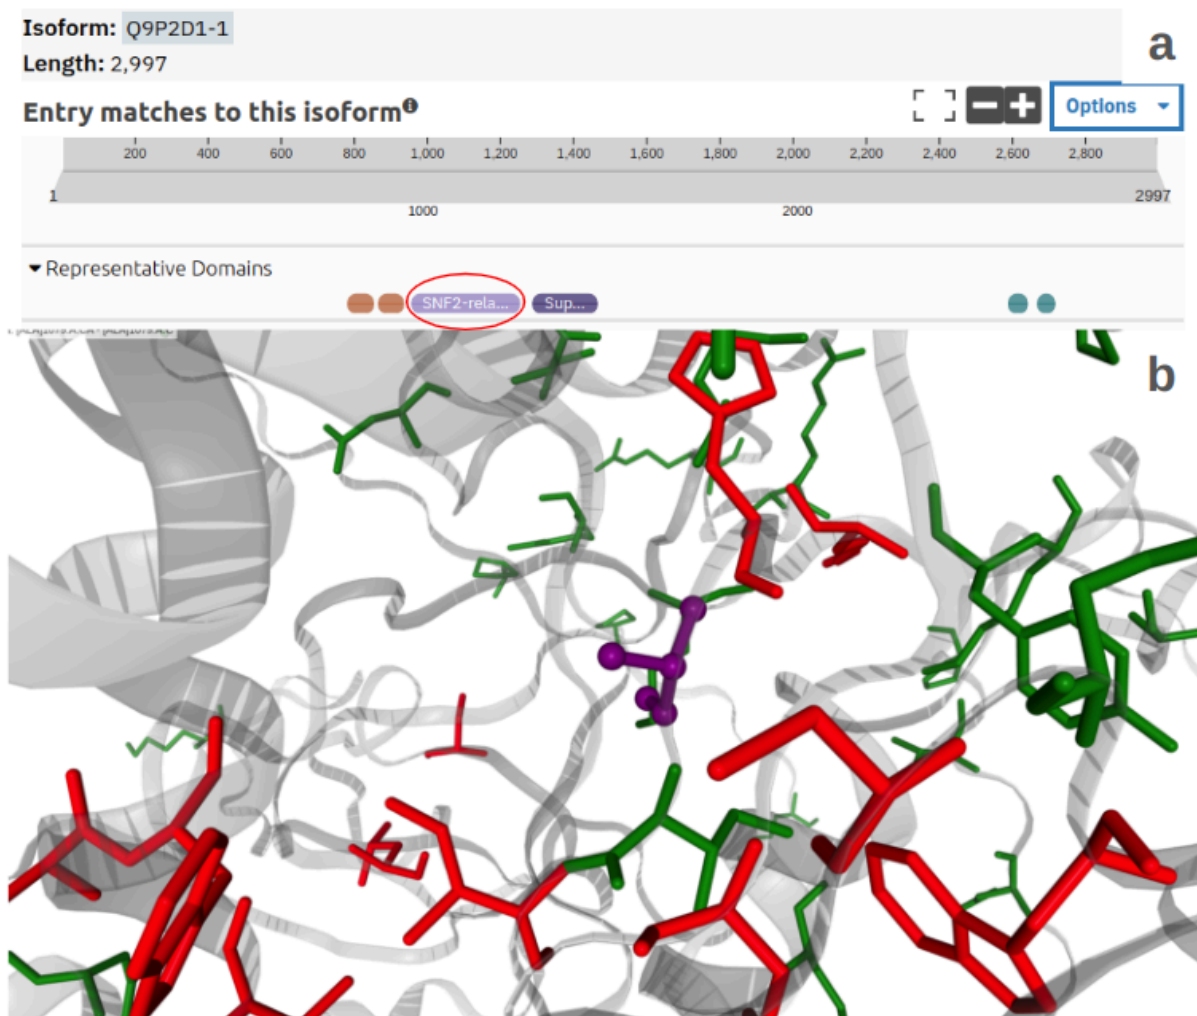 Isoform: Q9P2D1-1
a
Length: 2,997
Entry matches to this isoform
Options
200 400 600 800 1,000 1,200 1,400 1,600 1,800 2,000 2,200 2,400 2,600 2,800
1 2997
1000 2000
Representative Domains
SNF2-rela... Sup...
b